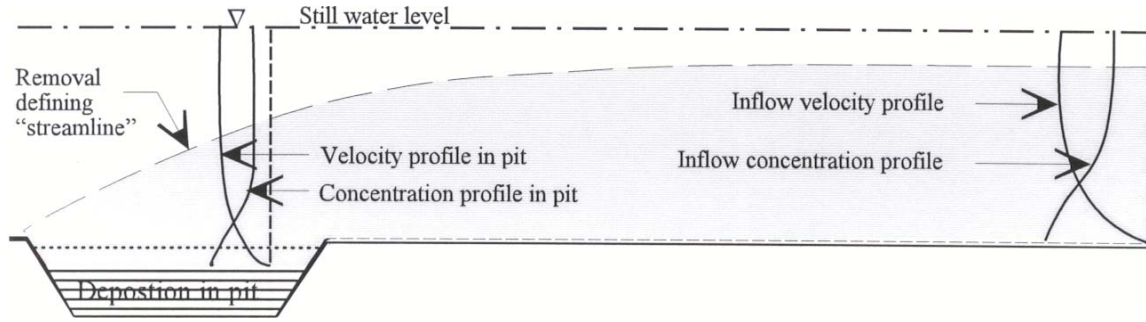 Still water level
Removal
defining
“streamline”
Inflow velocity profile
Velocity profile in pit
Inflow concentration profile
Concentration profile in pit
Depostion in pit